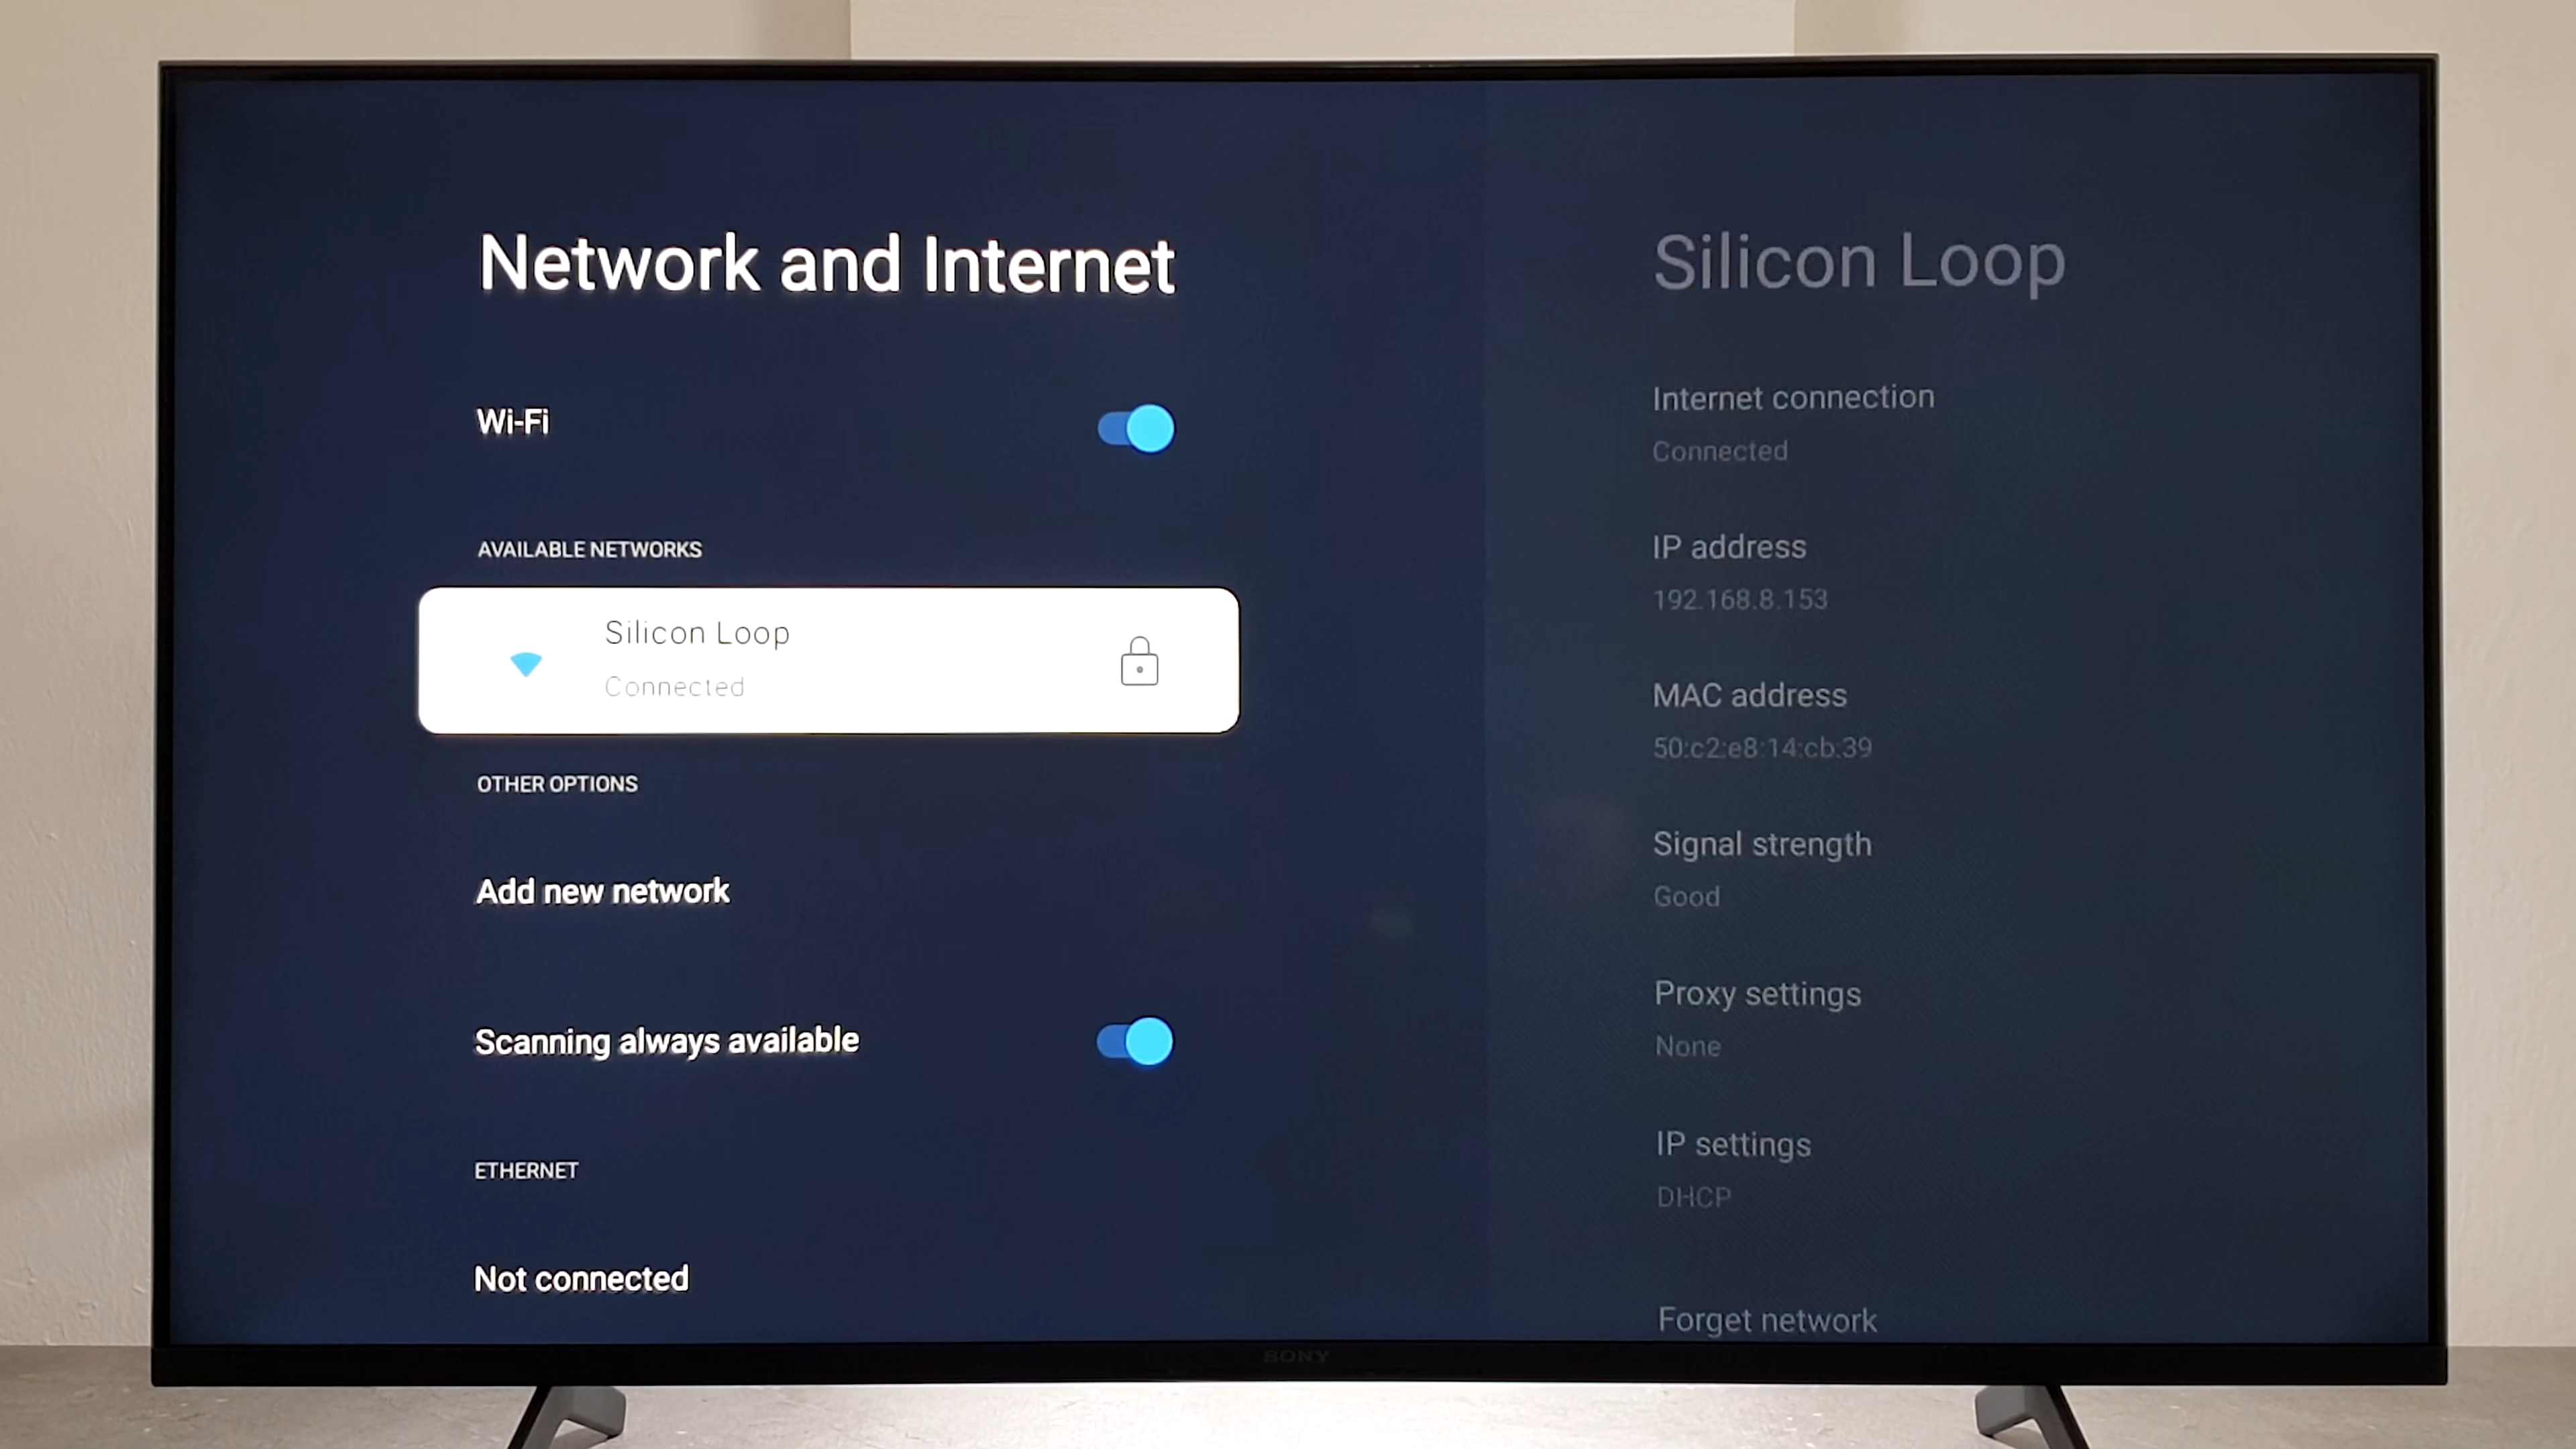 Network and Internet
Wi-Fi
AVAILABLE NETWORKS
Silicon Loop
Connected
OTHER OPTIONS
Add new network
Scanning always available
ETHERNET
Not connected
Silicon Loop
Internet connection
Connected
IP address
192.168.8.153
MAC address
50:c2:e8:14:cb:39
Signal strength
Good
Proxy settings
None
IP settings
DHCP
Forget network
SONY